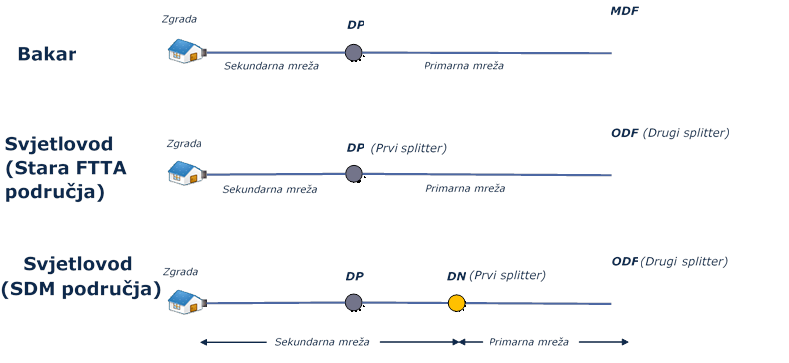 MDF
Zgrada
DP
Bakar
Sekundarna mreža
Primarna mreža
ODF (Drugi splitter)
Svjetlovod
(Stara FTTA
područja)
Zgrada
DP (Prvi splitter)
Sekundarna mreža
Primarna mreža
Svjetlovod
(SDM područja)
ODF (Drugi splitter)
Zgrada
DP
DN (Prvi splitter)
Sekundarna mreža
Primarna mreža